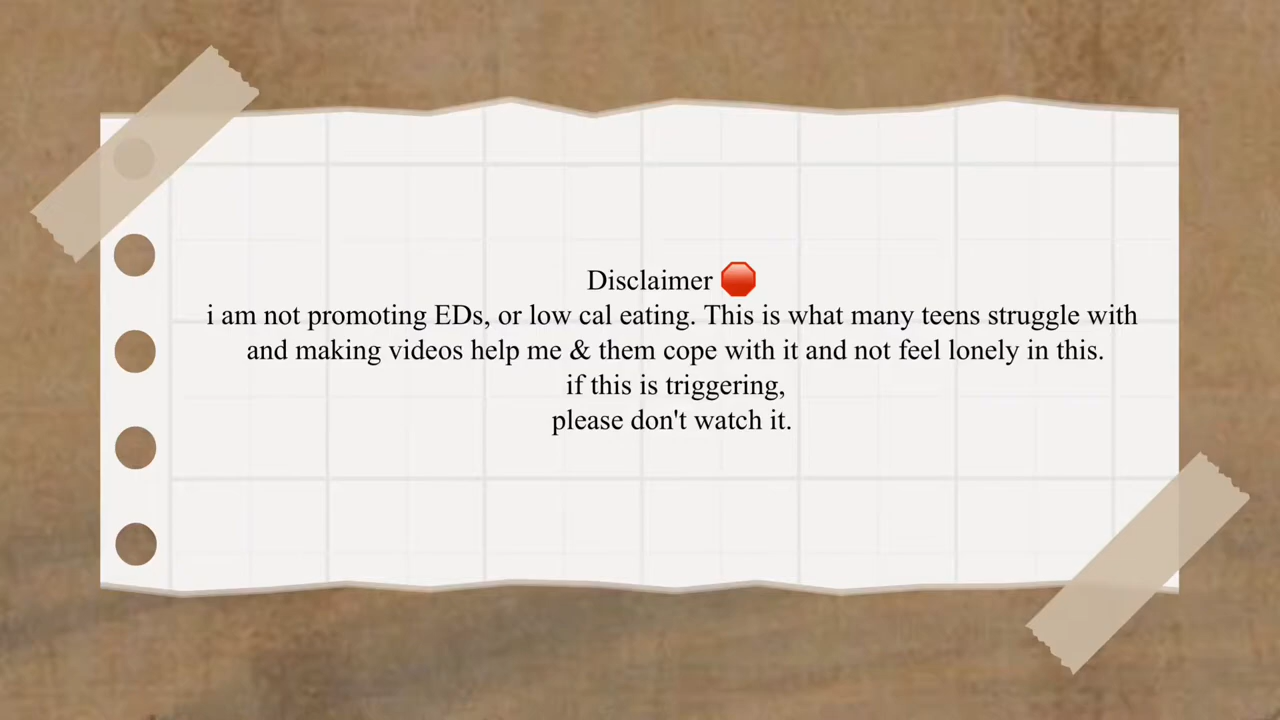 Disclaimer 🛑
i am not promoting EDs, or low cal eating. This is what many teens struggle with
and making videos help me & them cope with it and not feel lonely in this.
if this is triggering,
please don't watch it.